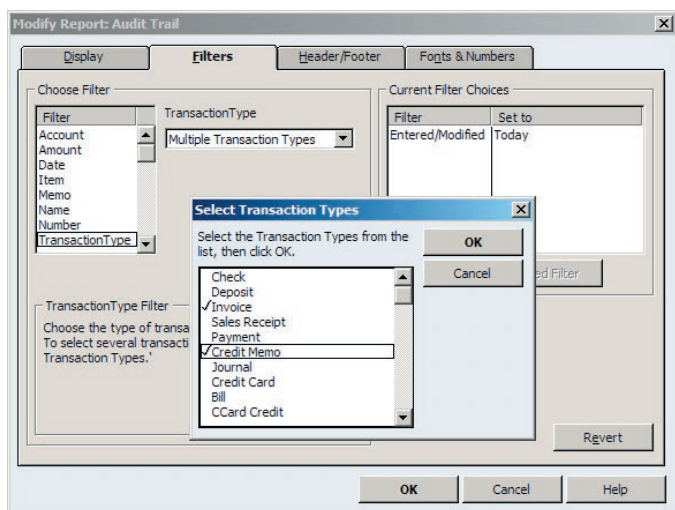 Modify Report: Audit Trail
Display Filters Header/Footer Fonts & Numbers
Choose Filter
Filter
Account
Amount
Date
Item
Memo
Name
Number
TransactionType
TransactionType
Multiple Transaction Types
Current Filter Choices
Filter Set to
Entered/Modified Today
ed Filter
TransactionType Filter
Choose the type of transa
To select several transacti
Transaction Types.'
Select Transaction Types
Select the Transaction Types from the
list, then click OK.
OK
Cancel
Check
Deposit
Invoice
Sales Receipt
Payment
Credit Memo
Journal
Credit Card
Bill
CCard Credit
Revert
OK Cancel Help